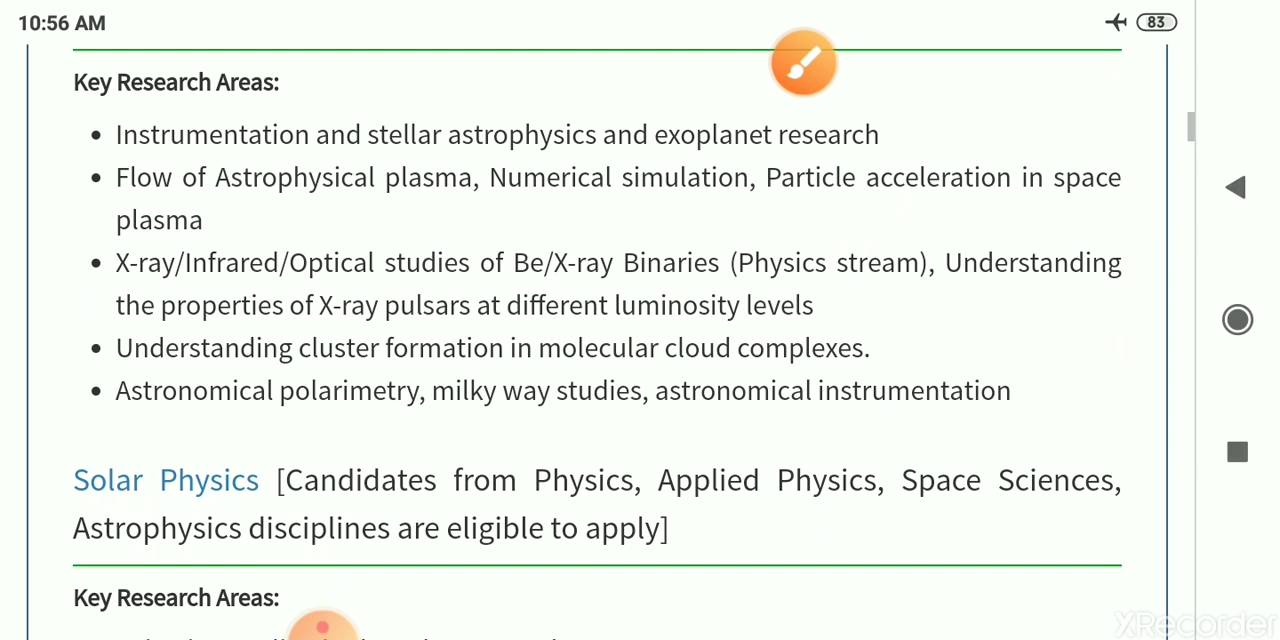 10:56 AM
83
Key Research Areas:
• Instrumentation and stellar astrophysics and exoplanet research
• Flow of Astrophysical plasma, Numerical simulation, Particle acceleration in space
plasma
• X-ray/Infrared/Optical studies of Be/X-ray Binaries (Physics stream), Understanding
the properties of X-ray pulsars at different luminosity levels
• Understanding cluster formation in molecular cloud complexes.
• Astronomical polarimetry, milky way studies, astronomical instrumentation
Solar Physics [Candidates from Physics, Applied Physics, Space Sciences,
Astrophysics disciplines are eligible to apply]
Key Research Areas:
XRecorder